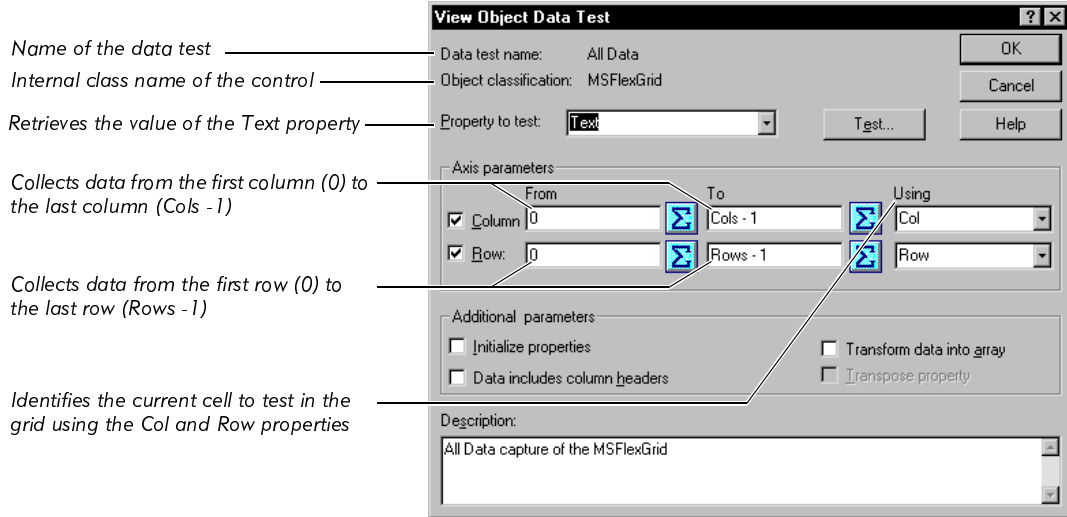 View Object Data Test
Name of the data test
Data test name: All Data
OK
Internal class name of the control
Object classification: MSFlexGrid
Cancel
Retrieves the value of the Text property
Property to test: Text
Test...
Help
Axis parameters
Collects data from the first column (0) to
the last column (Cols -1)
From To Using
Column 0 Σ Cols - 1 Σ Col
Row: 0 Σ Rows - 1 Σ Row
Collects data from the first row (0) to
the last row (Rows -1)
Additional parameters
Initialize properties
Transform data into array
Data includes column headers
Transpose property
Identifies the current cell to test in the
grid using the Col and Row properties
Description:
All Data capture of the MSFlexGrid